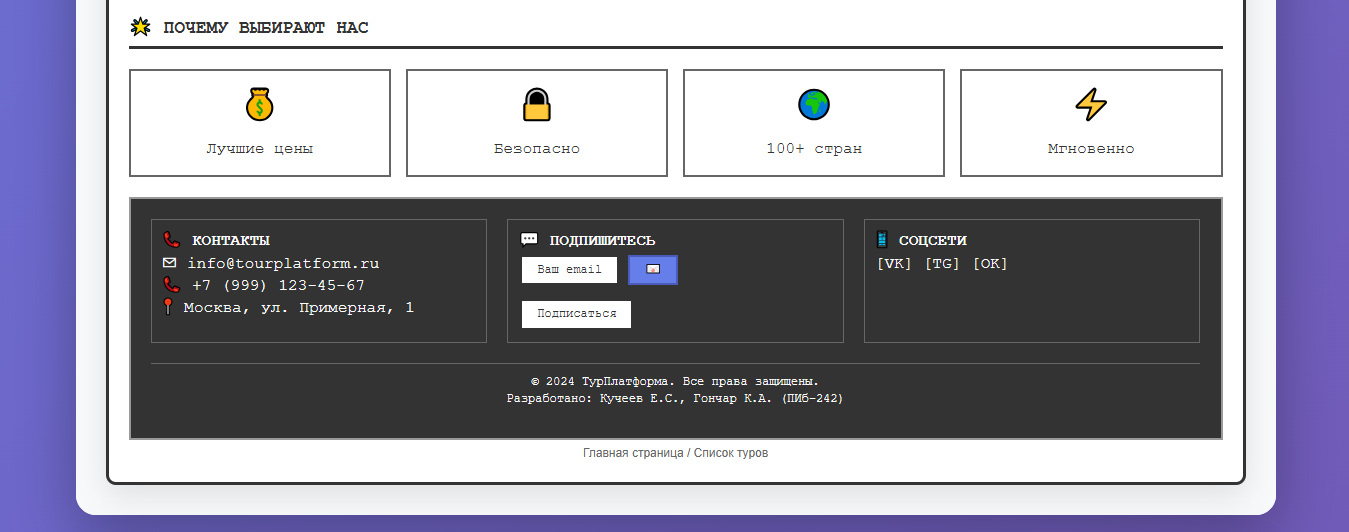 ПОЧЕМУ ВЫБИРАЮТ НАС
Лучшие цены
Безопасно
100+ стран
Мгновенно
КОНТАКТЫ
info@tourplatform.ru
+7 (999) 123-45-67
Москва, ул. Примерная, 1
ПОДПИШИТЕСЬ
Ваш email
Подписаться
СОЦСЕТИ
[VK] [TG] [OK]
© 2024 ТурПлатформа. Все права защищены.
Разработано: Кучеев Е.С., Гончар К.А. (ПИб-242)
Главная страница / Список туров